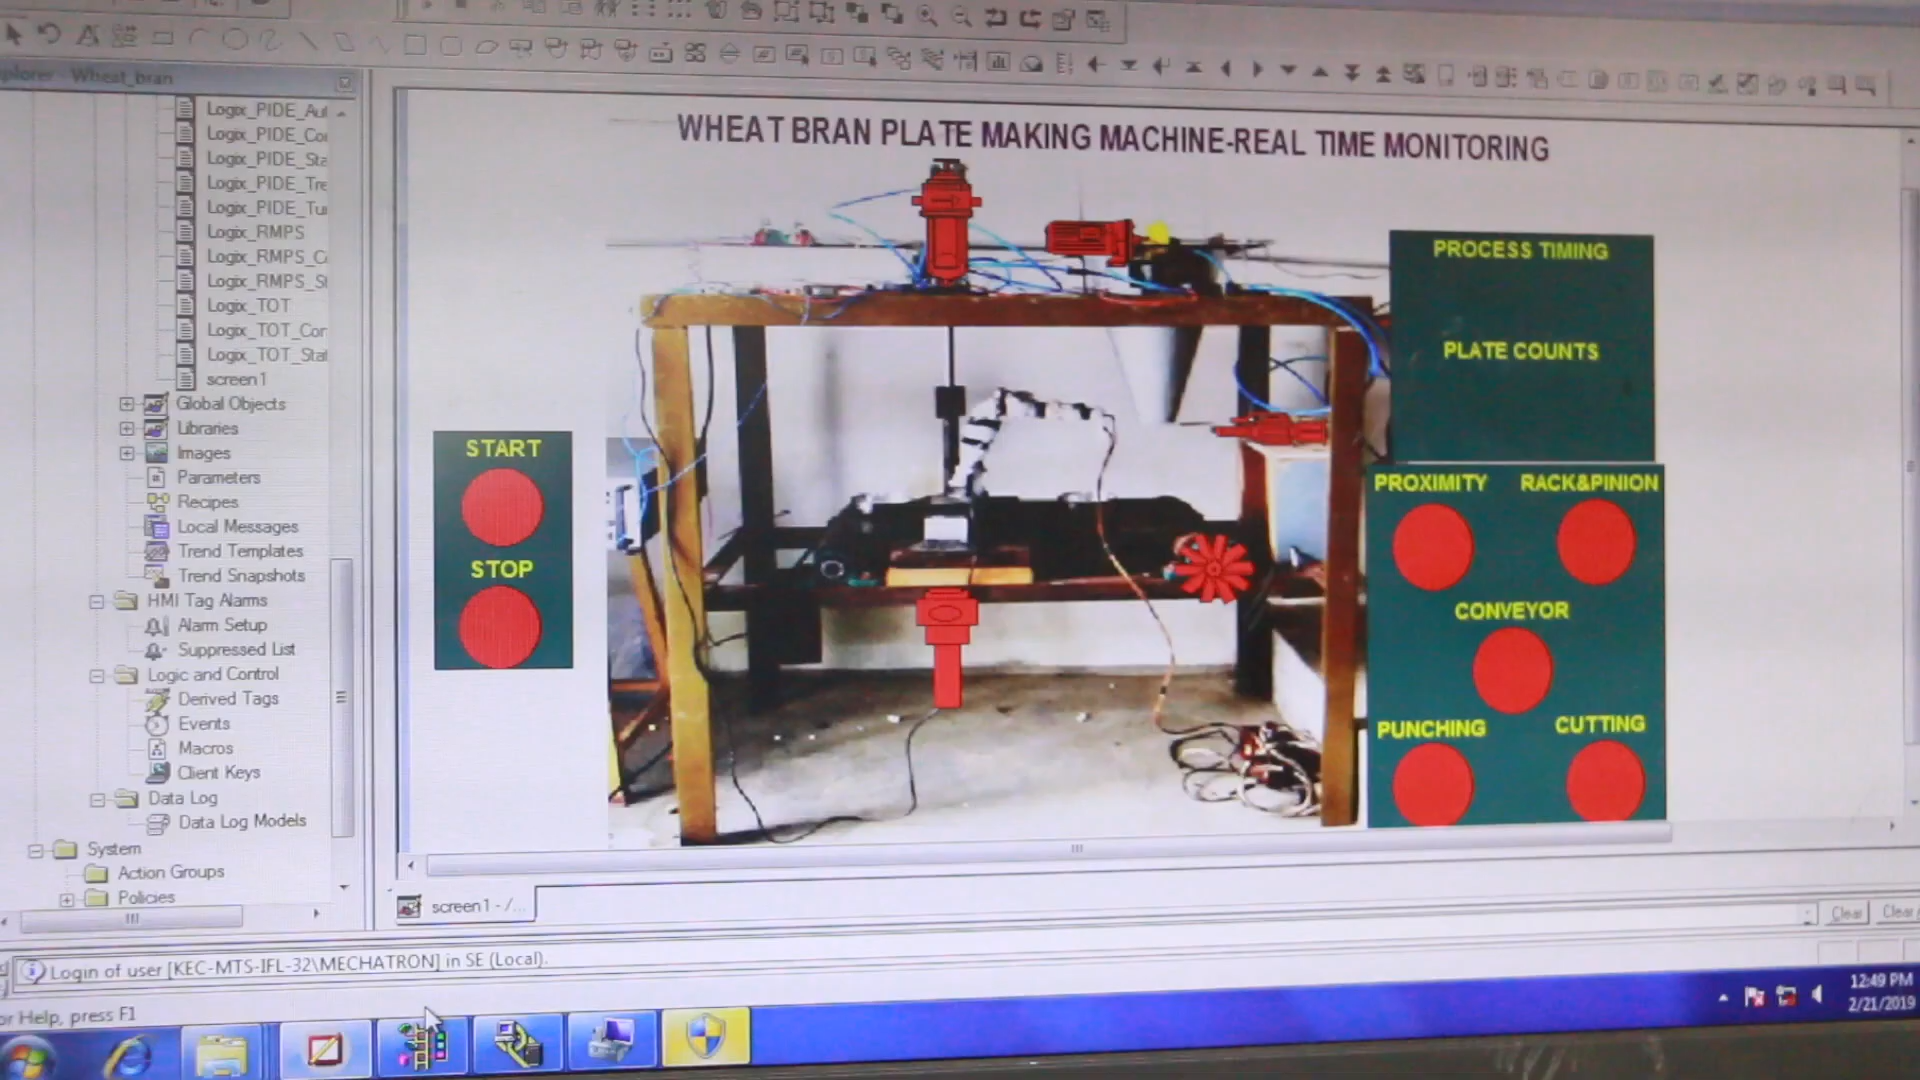 Wheat_bran
Logix_PIDE_Au
Logix_PIDE_Co
Logix_PIDE_Sta
Logix_PIDE_Tre
Logix_PIDE_Tu
Logix_RMPS
Logix_RMPS_C
Logix_RMPS_St
Logix_TOT
Logix_TOT_Cor
Logix_TOT_Stat
screen1
Global Objects
Libraries
Images
Parameters
Recipes
Local Messages
Trend Templates
Trend Snapshots
HMI Tag Alarms
Alarm Setup
Suppressed List
Logic and Control
Derived Tags
Events
Macros
Client Keys
Data Log
Data Log Models
System
Action Groups
Policies
WHEAT BRAN PLATE MAKING MACHINE-REAL TIME MONITORING
START
STOP
PROCESS TIMING
PLATE COUNTS
PROXIMITY RACK&PINION
CONVEYOR
PUNCHING CUTTING
screen1 - /...
Clear Clear
Login of user [KEC-MTS-IFL-32\MECHATRON] in SE (Local).
or Help, press F1
12:49 PM
2/21/2019